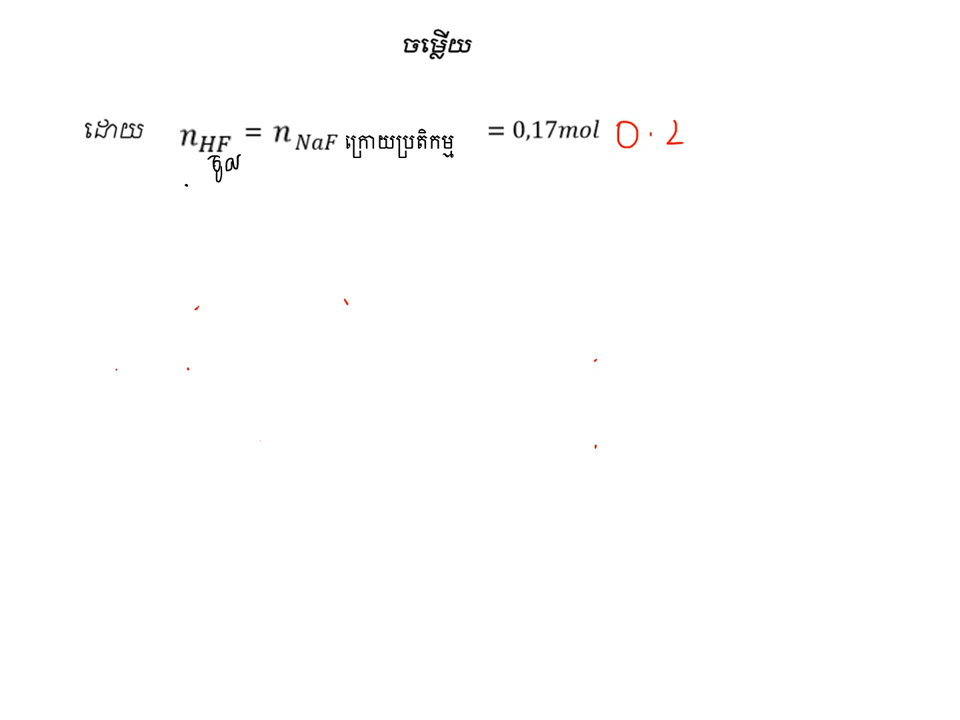 ចម្លើយ
ដោយ n_HF = n_NaF ក្រោយប្រតិកម្ម = 0,17mol 0.2
ចូល